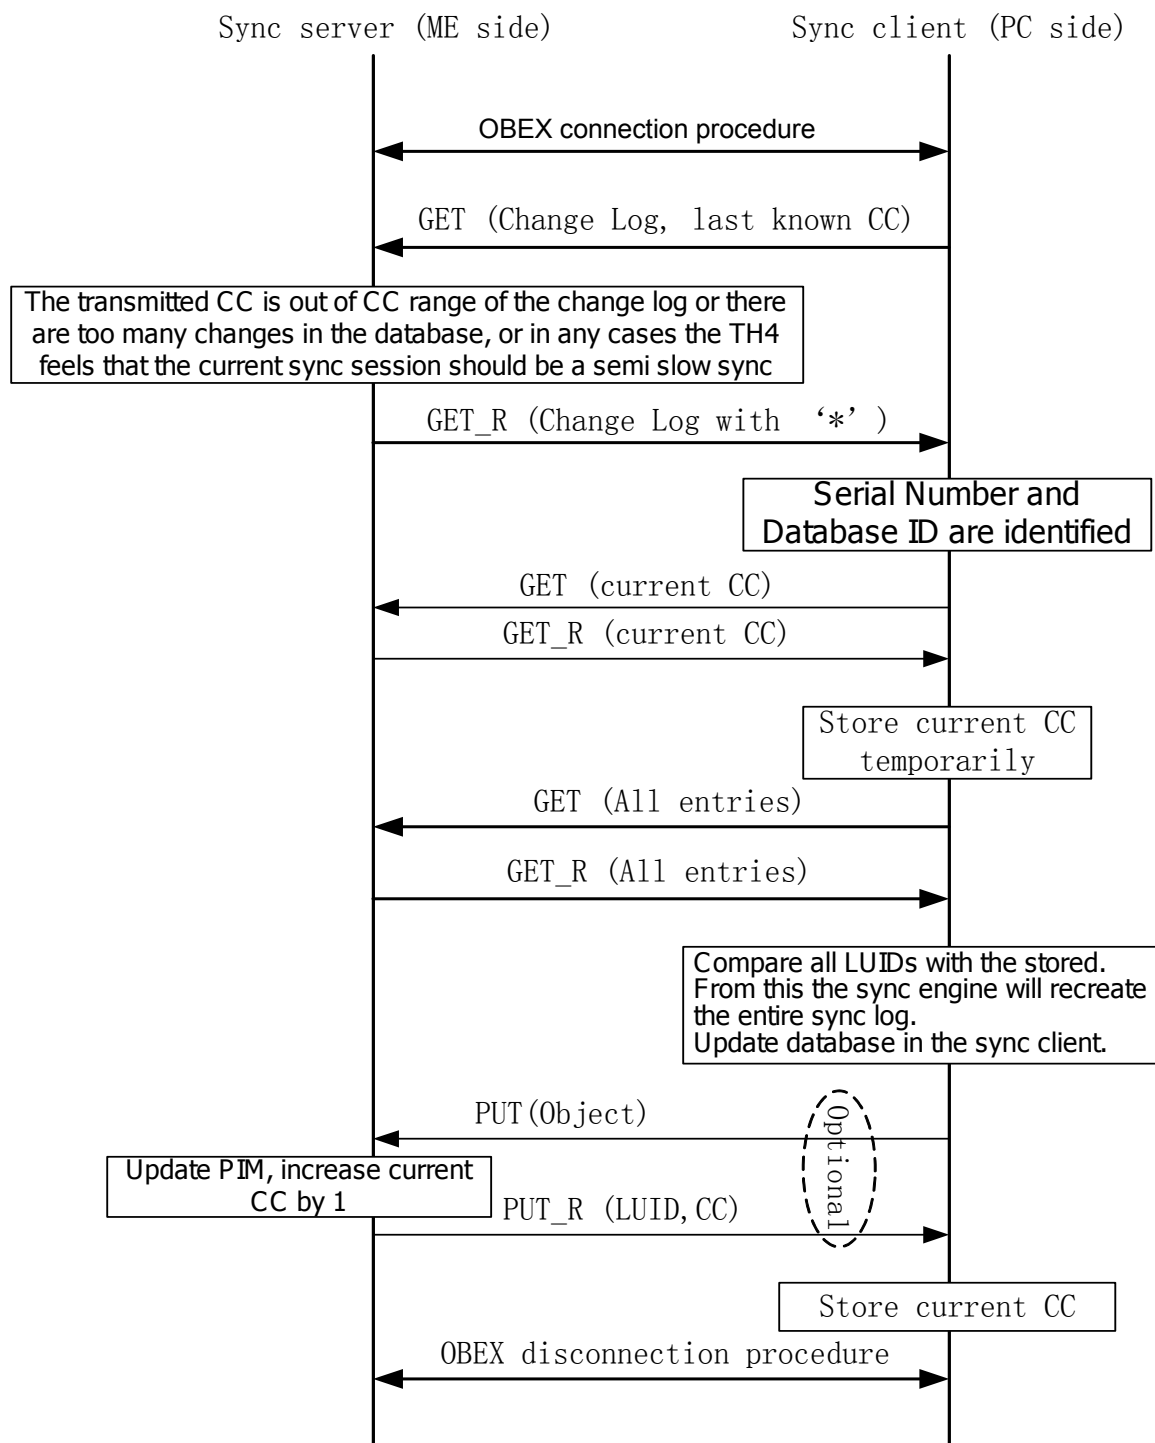 Sync server (ME side)
Sync client (PC side)
OBEX connection procedure
GET (Change Log, last known CC)
The transmitted CC is out of CC range of the change log or there
are too many changes in the database, or in any cases the TH4
feels that the current sync session should be a semi slow sync
GET_R (Change Log with ‘*’)
Serial Number and
Database ID are identified
GET (current CC)
GET_R (current CC)
Store current CC
temporarily
GET (All entries)
GET_R (All entries)
Compare all LUIDs with the stored.
From this the sync engine will recreate
the entire sync log.
Update database in the sync client.
PUT(Object)
Optional
Update PIM, increase current
CC by 1
PUT_R (LUID,CC)
Store current CC
OBEX disconnection procedure